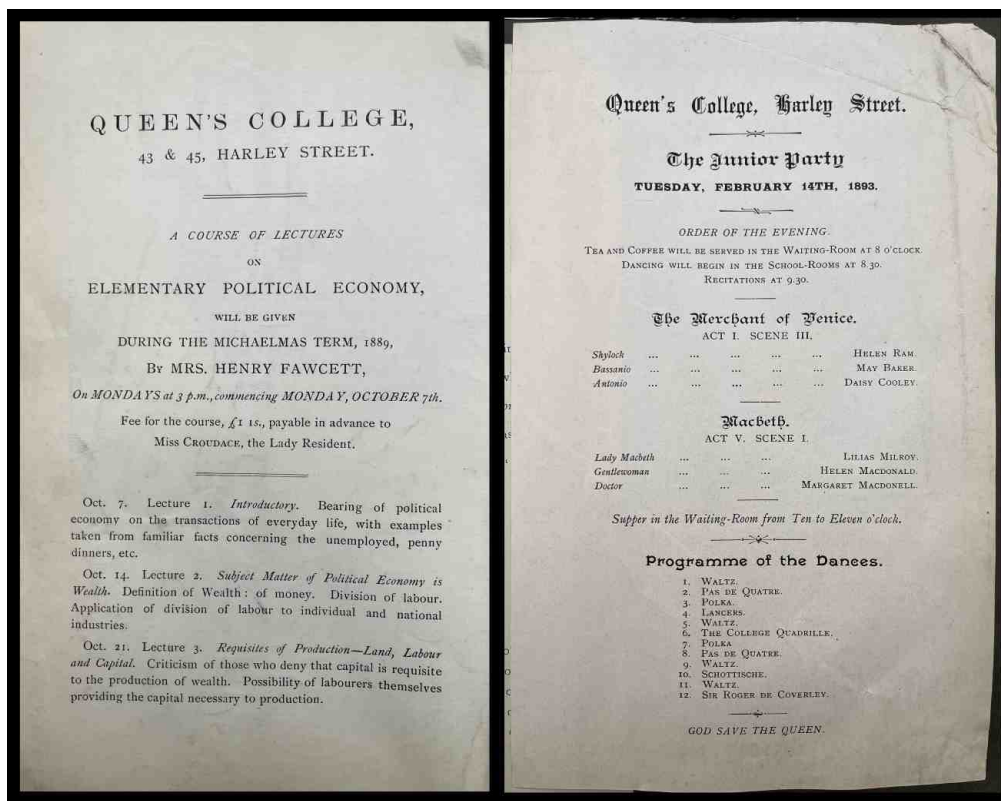 QUEEN'S COLLEGE,
43 & 45, HARLEY STREET.
A COURSE OF LECTURES
ON
ELEMENTARY POLITICAL ECONOMY,
WILL BE GIVEN
DURING THE MICHAELMAS TERM, 1889,
By MRS. HENRY FAWCETT,
On MONDAYS at 3 p.m., commencing MONDAY, OCTOBER 7th.
Fee for the course, £1 1s., payable in advance to
Miss Croudace, the Lady Resident.
Oct. 7. Lecture 1. Introductory. Bearing of political
economy on the transactions of everyday life, with examples
taken from familiar facts concerning the unemployed, penny
dinners, etc.
Oct. 14. Lecture 2. Subject Matter of Political Economy is
Wealth. Definition of Wealth: of money. Division of labour.
Application of division of labour to individual and national
industries.
Oct. 21. Lecture 3. Requisites of Production—Land, Labour
and Capital. Criticism of those who deny that capital is requisite
to the production of wealth. Possibility of labourers themselves
providing the capital necessary to production.
Queen's College, Harley Street.
The Junior Party
TUESDAY, FEBRUARY 14TH, 1893.
ORDER OF THE EVENING.
Tea and Coffee will be served in the Waiting-Room at 8 o'clock.
Dancing will begin in the School-Rooms at 8.30.
Recitations at 9.30.
The Merchant of Venice.
ACT I. SCENE III.
Shylock ... ... ... ... ... Helen Ram.
Bassanio ... ... ... ... ... May Baker.
Antonio ... ... ... ... ... Daisy Cooley.
Macbeth.
ACT V. SCENE I.
Lady Macbeth ... ... ... Lilias Milroy.
Gentlewoman ... ... ... Helen Macdonald.
Doctor ... ... ... Margaret Macdonell.
Supper in the Waiting-Room from Ten to Eleven o'clock.
Programme of the Dances.
1. Waltz.
2. Pas de Quatre.
3. Polka.
4. Lancers.
5. Waltz.
6. The College Quadrille.
7. Polka
8. Pas de Quatre.
9. Waltz.
10. Schottische.
11. Waltz.
12. Sir Roger de Coverley.
GOD SAVE THE QUEEN.